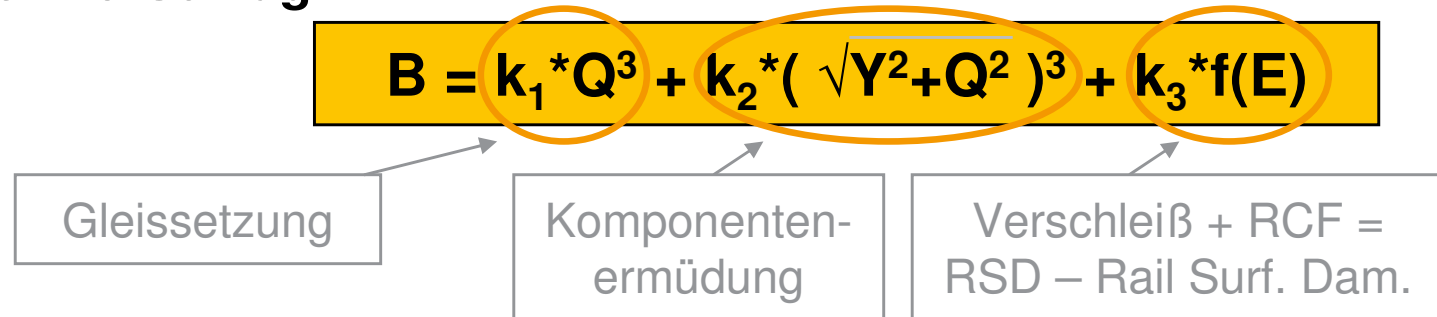 B = k₁*Q³ + k₂*( √Y²+Q² )³ + k₃*f(E)
Gleissetzung
Komponenten-
ermüdung
Verschleiß + RCF =
RSD – Rail Surf. Dam.